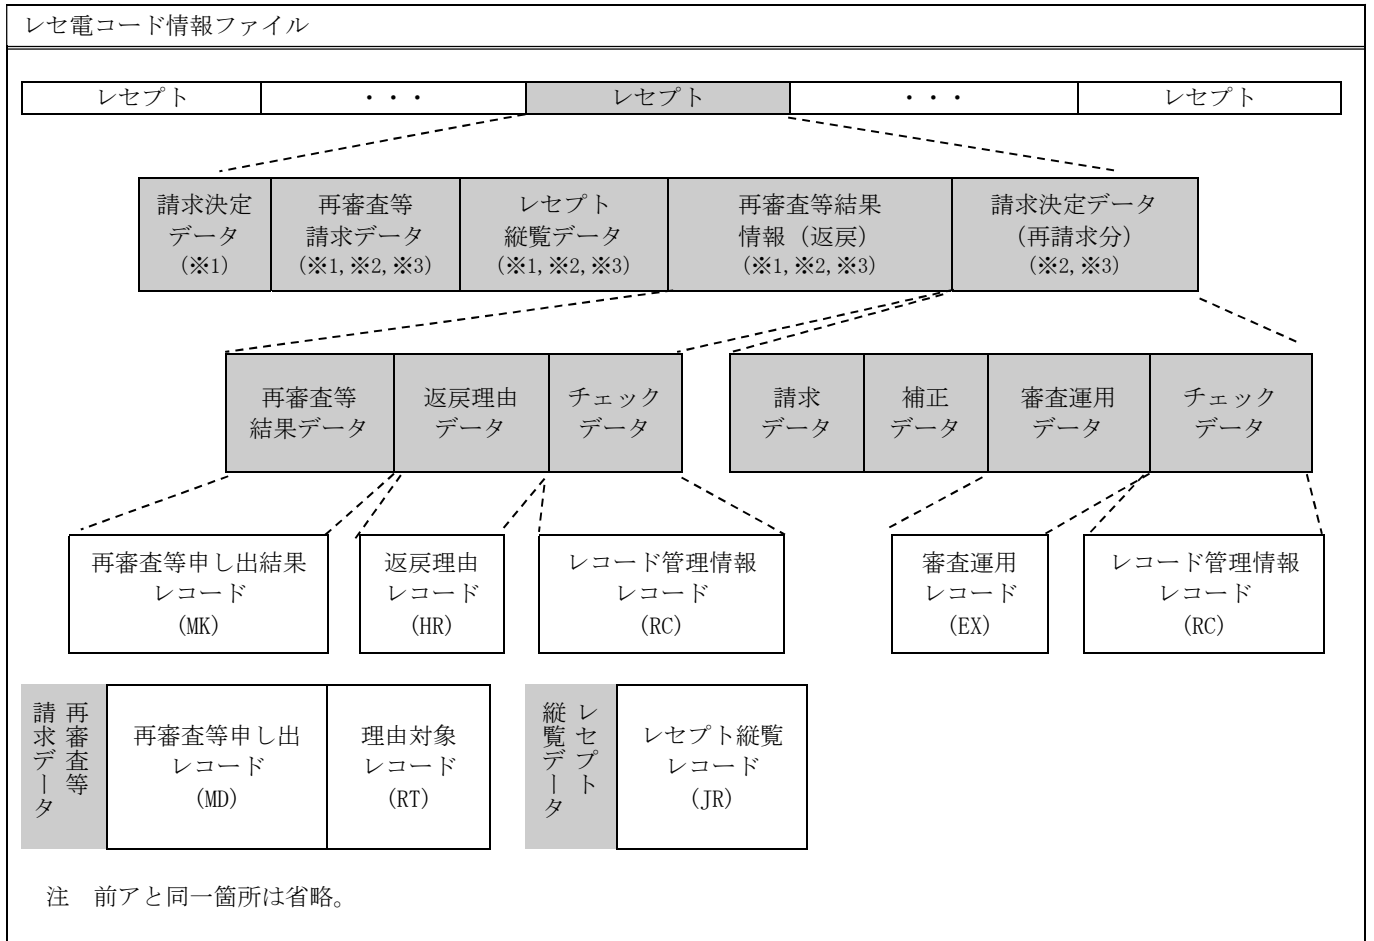 レセ電コード情報ファイル
レセプト
・・・
レセプト
・・・
レセプト
請求決定
データ
(※1)
再審査等
請求データ
(※1,※2,※3)
レセプト
縦覧データ
(※1,※2,※3)
再審査等結果
情報（返戻）
(※1,※2,※3)
請求決定データ
（再請求分）
(※2,※3)
再審査等
結果データ
返戻理由
データ
チェック
データ
請求
データ
補正
データ
審査運用
データ
チェック
データ
再審査等申し出結果
レコード
(MK)
返戻理由
レコード
(HR)
レコード管理情報
レコード
(RC)
審査運用
レコード
(EX)
レコード管理情報
レコード
(RC)
再審査等
請求データ
再審査等申し出
レコード
(MD)
理由対象
レコード
(RT)
レセプト
縦覧データ
レセプト縦覧
レコード
(JR)
注　前アと同一箇所は省略。